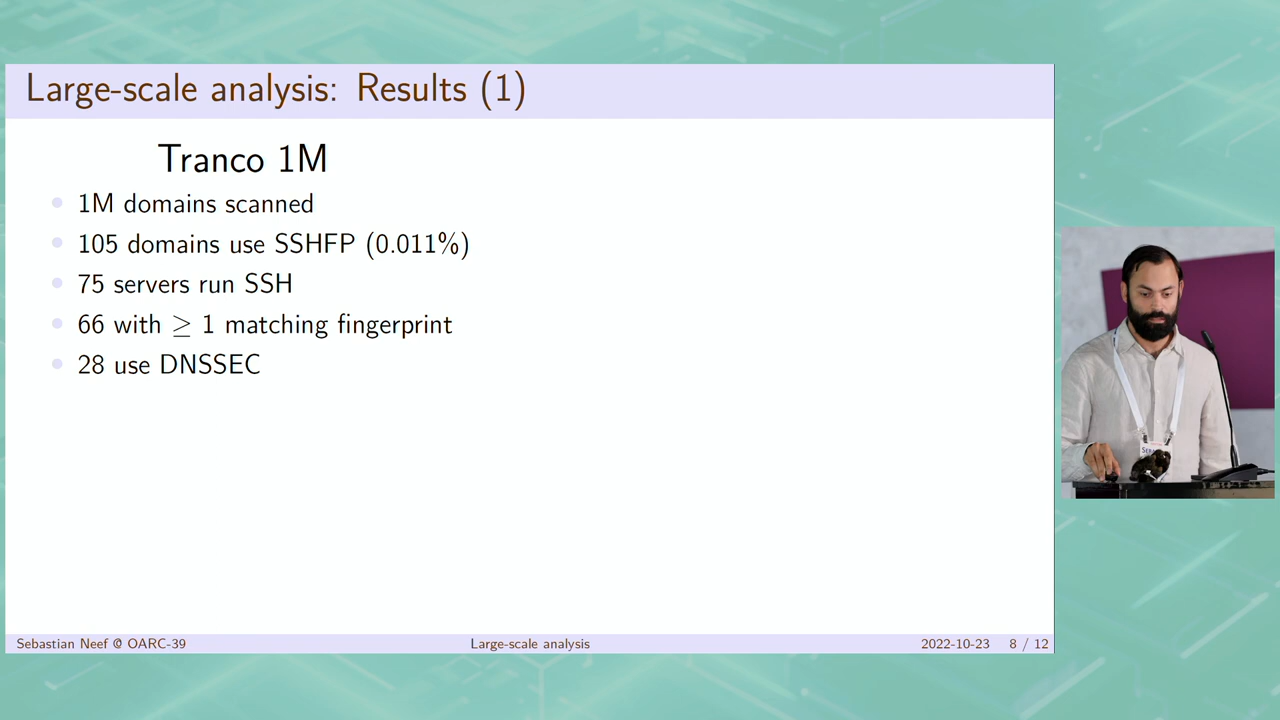 Large-scale analysis: Results (1)
Tranco 1M
1M domains scanned
105 domains use SSHFP (0.011%)
75 servers run SSH
66 with ≥ 1 matching fingerprint
28 use DNSSEC
Sebastian Neef @ OARC-39
Large-scale analysis
2022-10-23
8 / 12